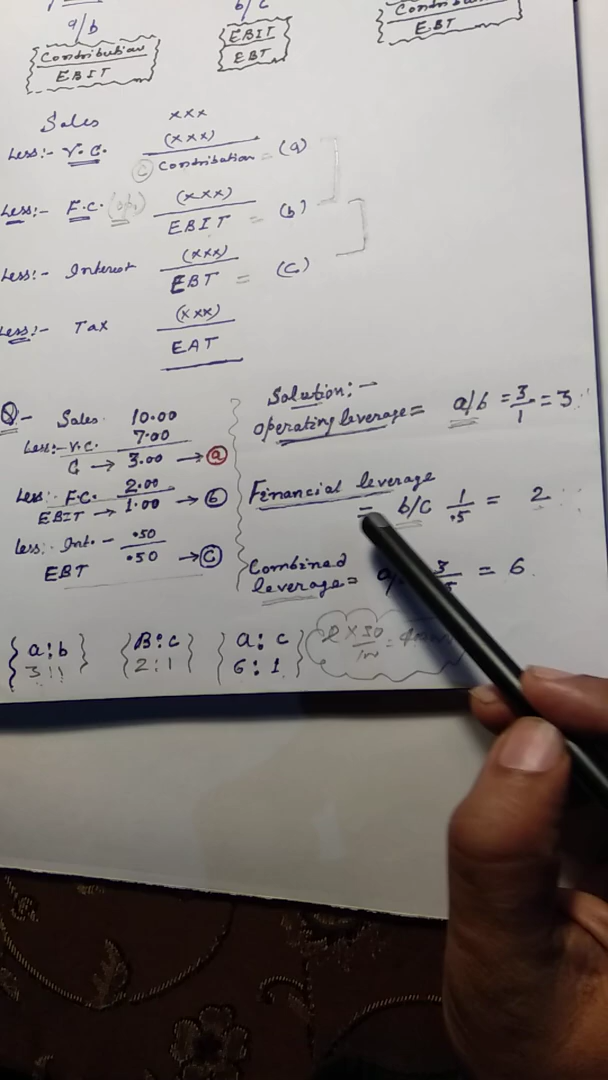 a/b
b/c
Contribution
EBIT
EBIT
EBT
Contribution
EBT
Sales xxx
Less:- V.C. (xxx)
© Contribution = (a)
Less:- F.C. (xxx)
EBIT = (b)
Less:- Interest (xxx)
EBT = (C)
Less:- Tax (xxx)
EAT
Q- Sales 10.00
Less:- V.C. 7.00
C → 3.00 → a
Less: F.C. 2.00
EBIT → 1.00 → b
less: Int. - .50
EBT .50 → C
Solution:-
Operating leverage = a/b = 3/1 = 3
Financial leverage
= b/c 1/.5 = 2
Combined
leverage = 3 = 6
{ a:b } { B:c } { a:c }
3:1 2:1 6:1